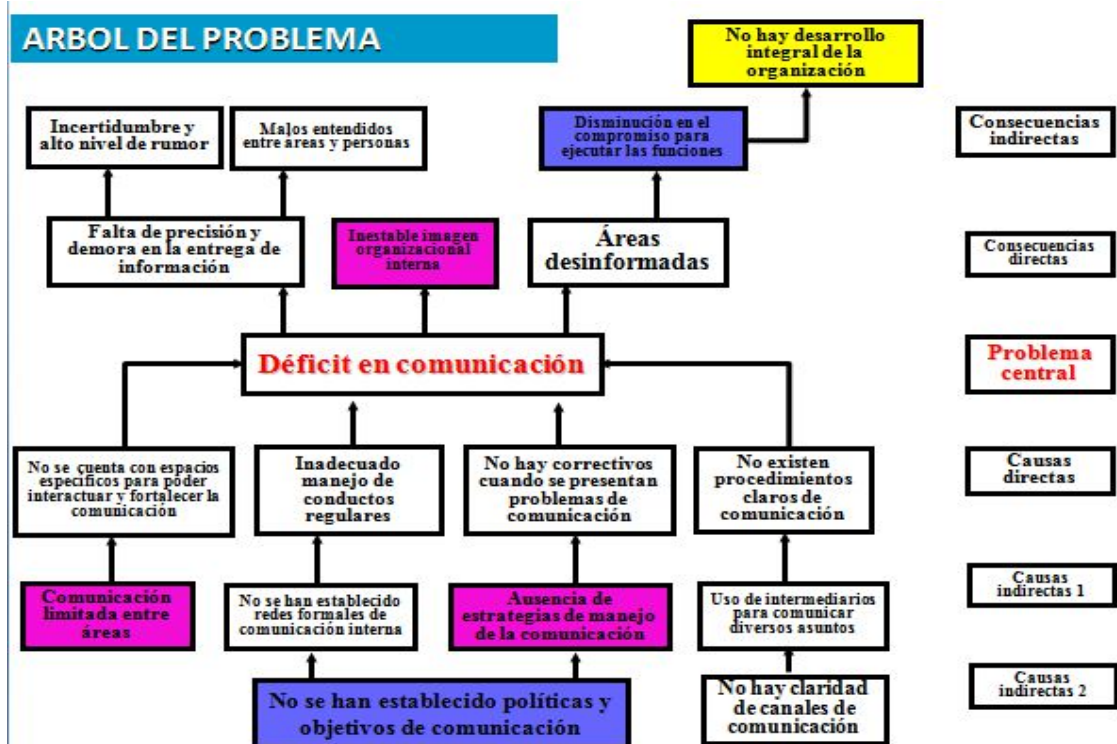 ARBOL DEL PROBLEMA
No hay desarrollo
integral de la
organización
Incertidumbre y
alto nivel de rumor
Malos entendidos
entre areas y personas
Disminución en el
compromiso para
ejecutar las funciones
Consecuencias
indirectas
Falta de precisión y
demora en la entrega de
información
Inestable imagen
organizacional
interna
Áreas
desinformadas
Consecuencias
directas
Déficit en comunicación
Problema
central
No se cuenta con espacios
específicos para poder
interactuar y fortalecer la
comunicación
Inadecuado
manejo de
conductos
regulares
No hay correctivos
cuando se presentan
problemas de
comunicación
No existen
procedimientos
claros de
comunicación
Causas
directas
Comunicación
limitada entre
áreas
No se han establecido
redes formales de
comunicación interna
Ausencia de
estrategias de manejo
de la comunicación
Uso de intermediarios
para comunicar
diversos asuntos
Causas
indirectas 1
No se han establecido políticas y
objetivos de comunicación
No hay claridad
de canales de
comunicación
Causas
indirectas 2